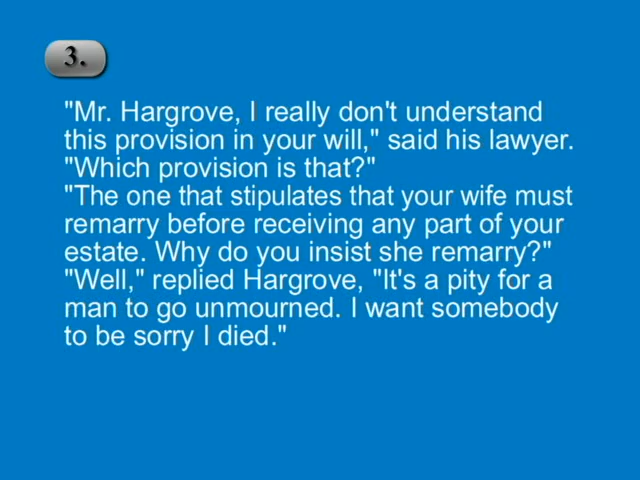 3.
"Mr. Hargrove, I really don't understand
this provision in your will," said his lawyer.
"Which provision is that?"
"The one that stipulates that your wife must
remarry before receiving any part of your
estate. Why do you insist she remarry?"
"Well," replied Hargrove, "It's a pity for a
man to go unmourned. I want somebody
to be sorry I died."